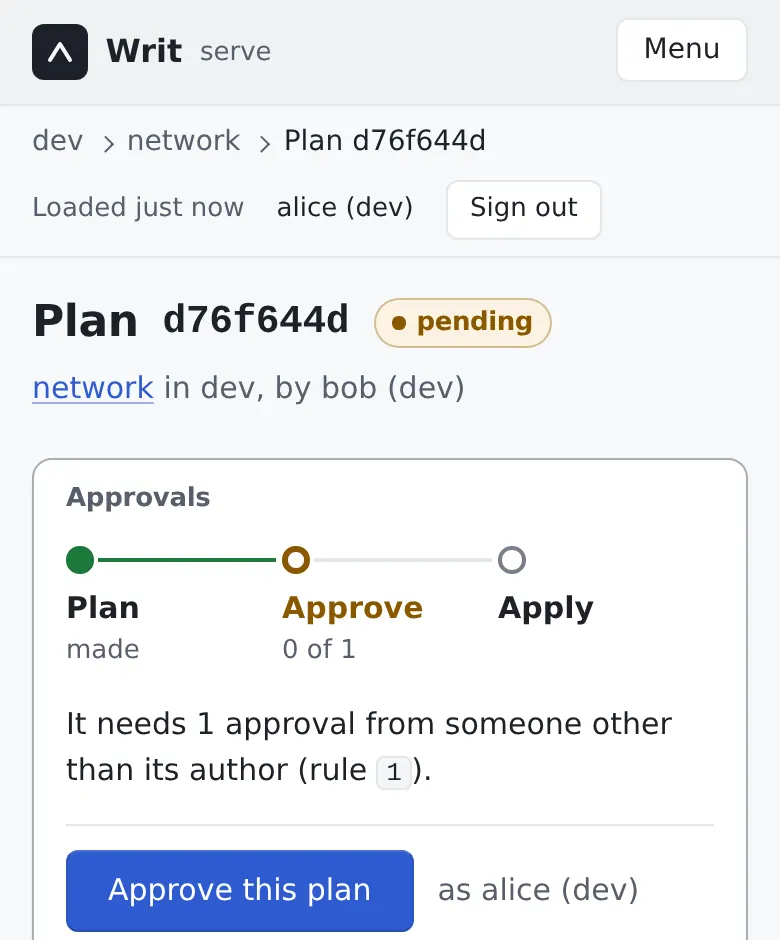 Writ serve Menu
dev > network > Plan d76f644d
Loaded just now alice (dev) Sign out
Plan d76f644d pending
network in dev, by bob (dev)
Approvals
Plan Approve Apply
made 0 of 1
It needs 1 approval from someone other
than its author (rule 1).
Approve this plan as alice (dev)